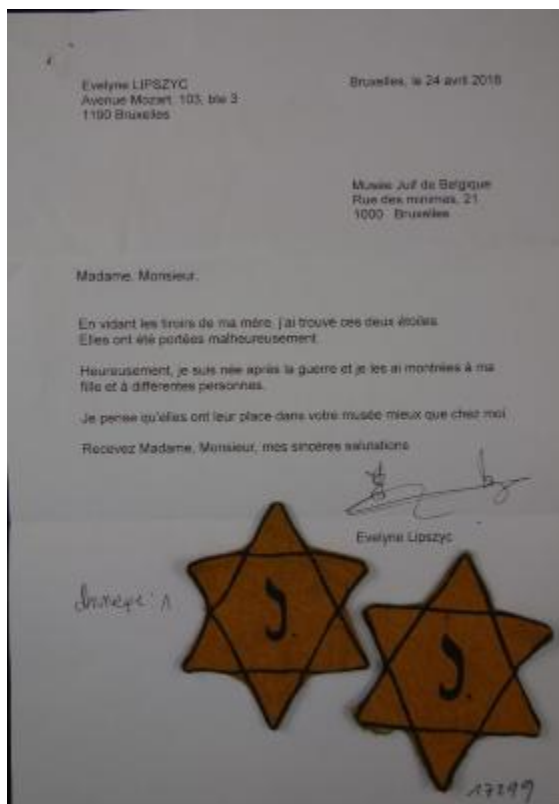 Evelyne LIPSZYC
Avenue Mozart, 103, bte 3
1190 Bruxelles
Bruxelles, le 24 avril 2018
Musée Juif de Belgique
Rue des minimes, 21
1000 Bruxelles
Madame, Monsieur,
En vidant les tiroirs de ma mère, j'ai trouvé ces deux étoiles.
Elles ont été portées malheureusement.
Heureusement, je suis née après la guerre et je les ai montrées à ma
fille et à différentes personnes.
Je pense qu'elles ont leur place dans votre musée mieux que chez moi
Recevez Madame, Monsieur, mes sincères salutations
Evelyne Lipszyc
J.
J.
17299